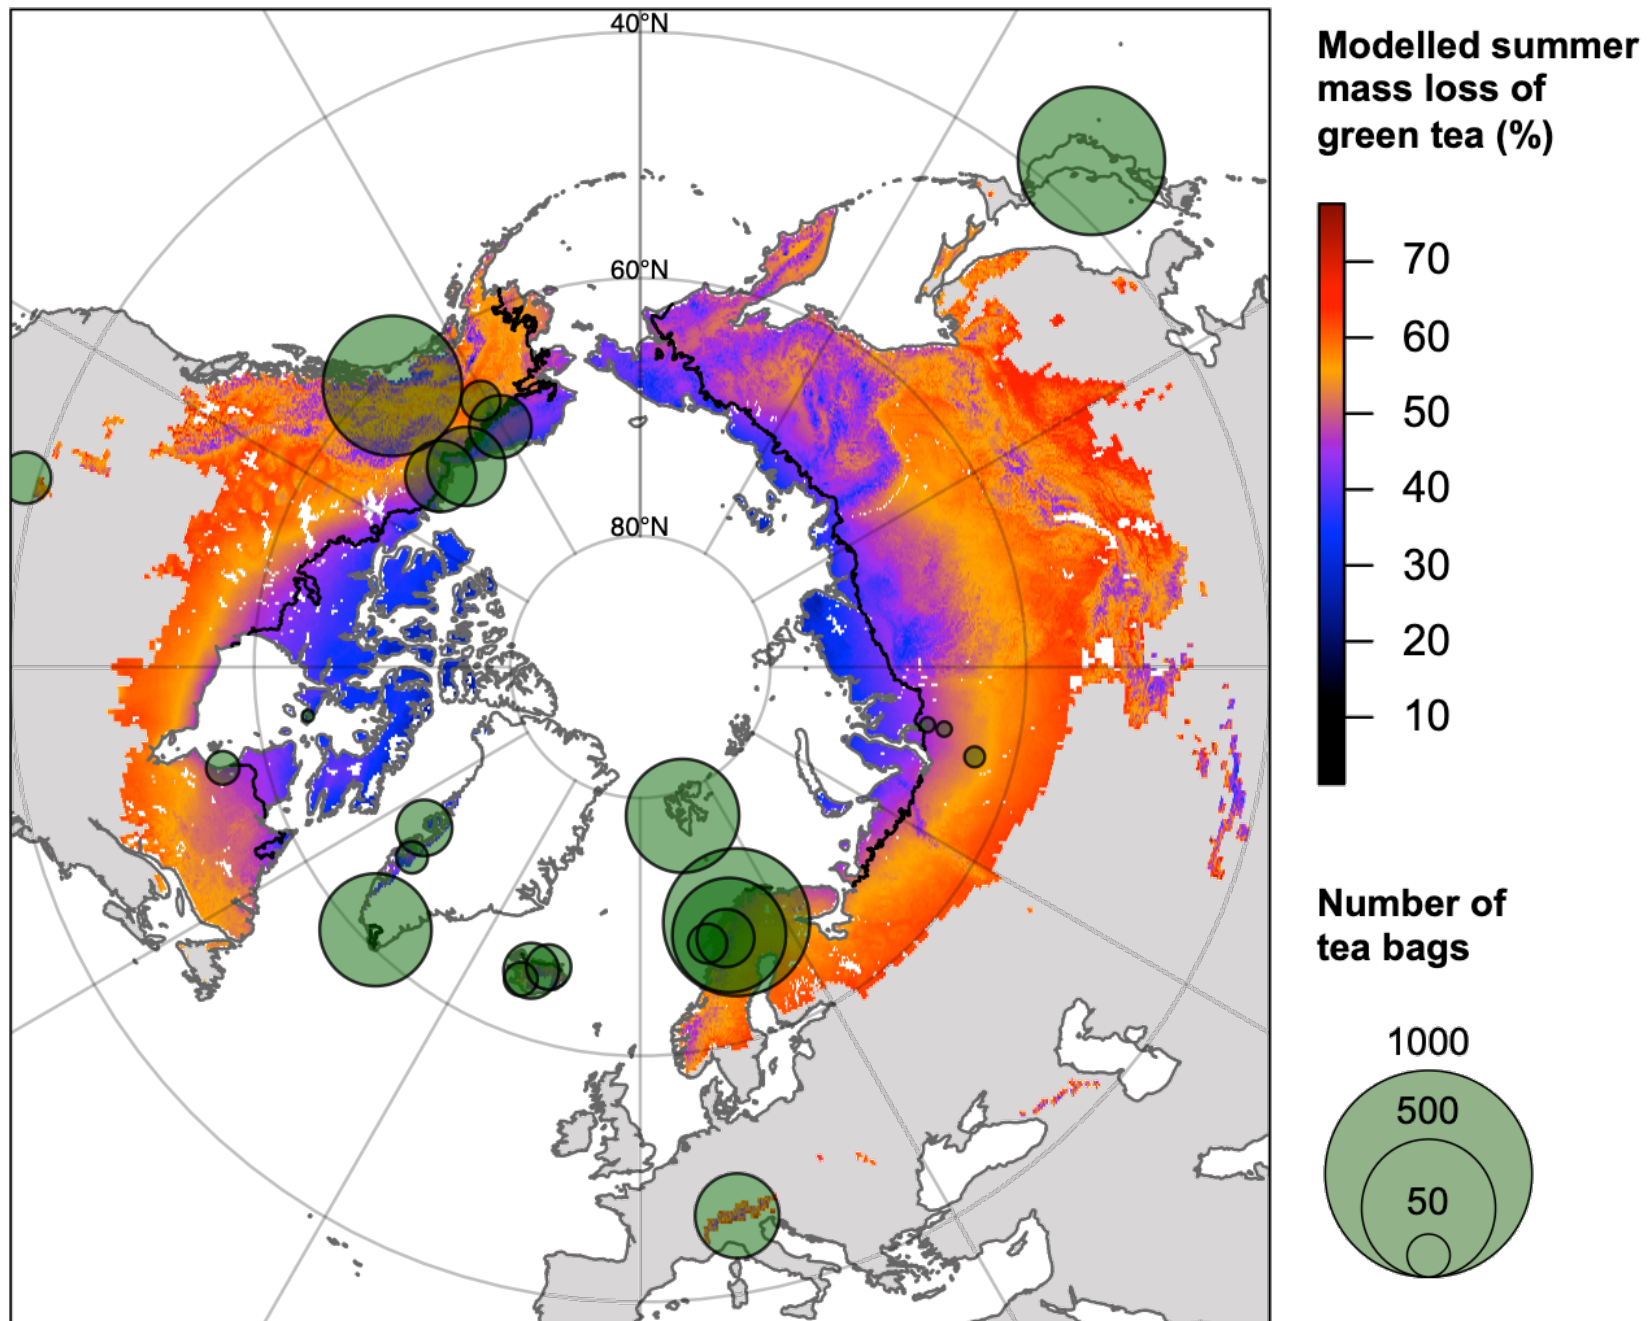 40°N
60°N
80°N
Modelled summer
mass loss of
green tea (%)
70
60
50
40
30
20
10
Number of
tea bags
1000
500
50